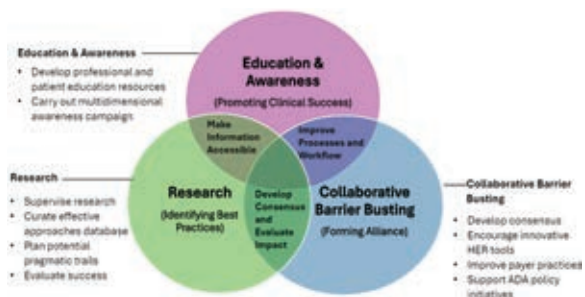 Education & Awareness
• Develop professional and
patient education resources
• Carry out multidimensional
awareness campaign
Education &
Awareness
(Promoting Clinical Success)
Make
Information
Accessible
Improve
Processes and
Workflow
Research
• Supervise research
• Curate effective
approaches database
• Plan potential
pragmatic trails
• Evaluate success
Research
(Identifying Best
Practices)
Develop
Consensus
and
Evaluate
Impact
Collaborative
Barrier Busting
(Forming Alliance)
Collaborative Barrier
Busting
• Develop consensus
• Encourage innovative
HER tools
• Improve payer practices
• Support ADA policy
initiatives